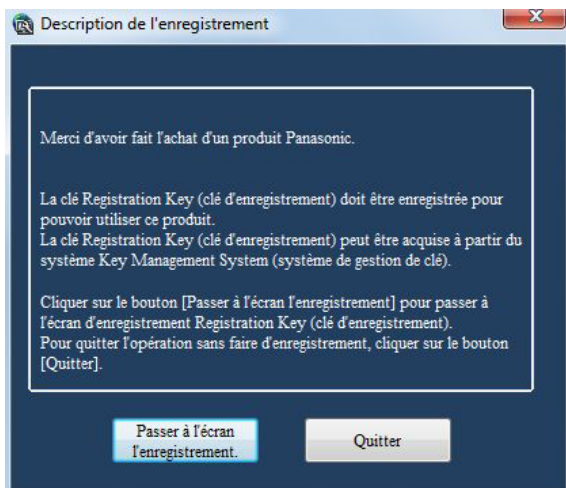 Description de l'enregistrement
Merci d'avoir fait l'achat d'un produit Panasonic.
La clé Registration Key (clé d'enregistrement) doit être enregistrée pour
pouvoir utiliser ce produit.
La clé Registration Key (clé d'enregistrement) peut être acquise à partir du
système Key Management System (système de gestion de clé).
Cliquer sur le bouton [Passer à l'écran l'enregistrement] pour passer à
l'écran d'enregistrement Registration Key (clé d'enregistrement).
Pour quitter l'opération sans faire d'enregistrement, cliquer sur le bouton
[Quitter].
Passer à l'écran
l'enregistrement.
Quitter